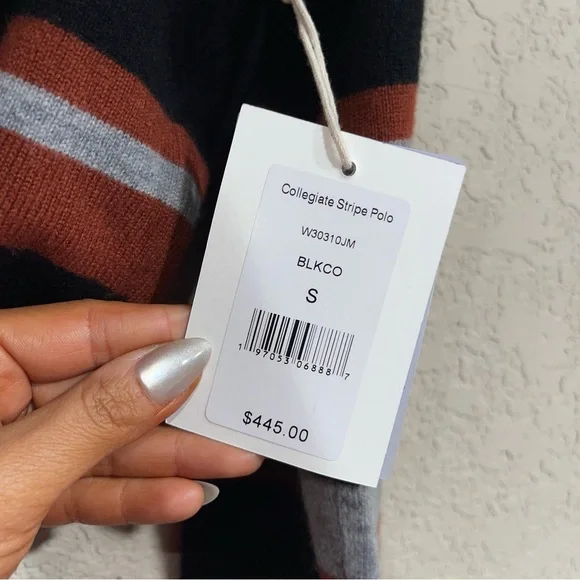 Collegiate Stripe Polo
W30310JM
BLKCO
S
1 97053 06888 7
$445.00